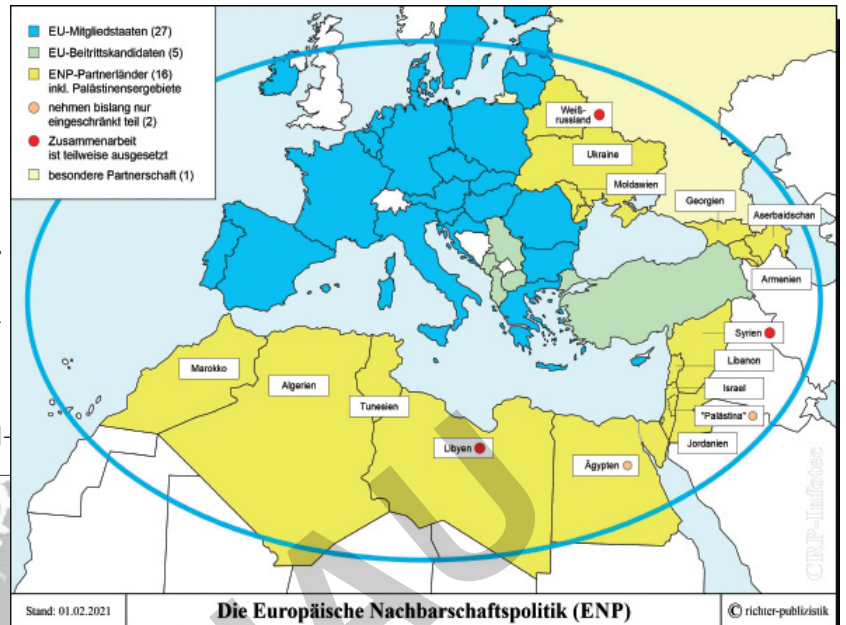 EU-Mitgliedstaaten (27)
EU-Beitrittskandidaten (5)
ENP-Partnerländer (16)
inkl. Palästinensergebiete
nehmen bislang nur
eingeschränkt teil (2)
Zusammenarbeit
ist teilweise ausgesetzt
besondere Partnerschaft (1)
Weiß-
russland
Ukraine
Moldawien
Georgien
Aserbaidschan
Armenien
Syrien
Libanon
Israel
"Palästina"
Jordanien
Marokko
Algerien
Tunesien
Libyen
Ägypten
CRP-Infotec
Stand: 01.02.2021
Die Europäische Nachbarschaftspolitik (ENP)
© richter-publizistik